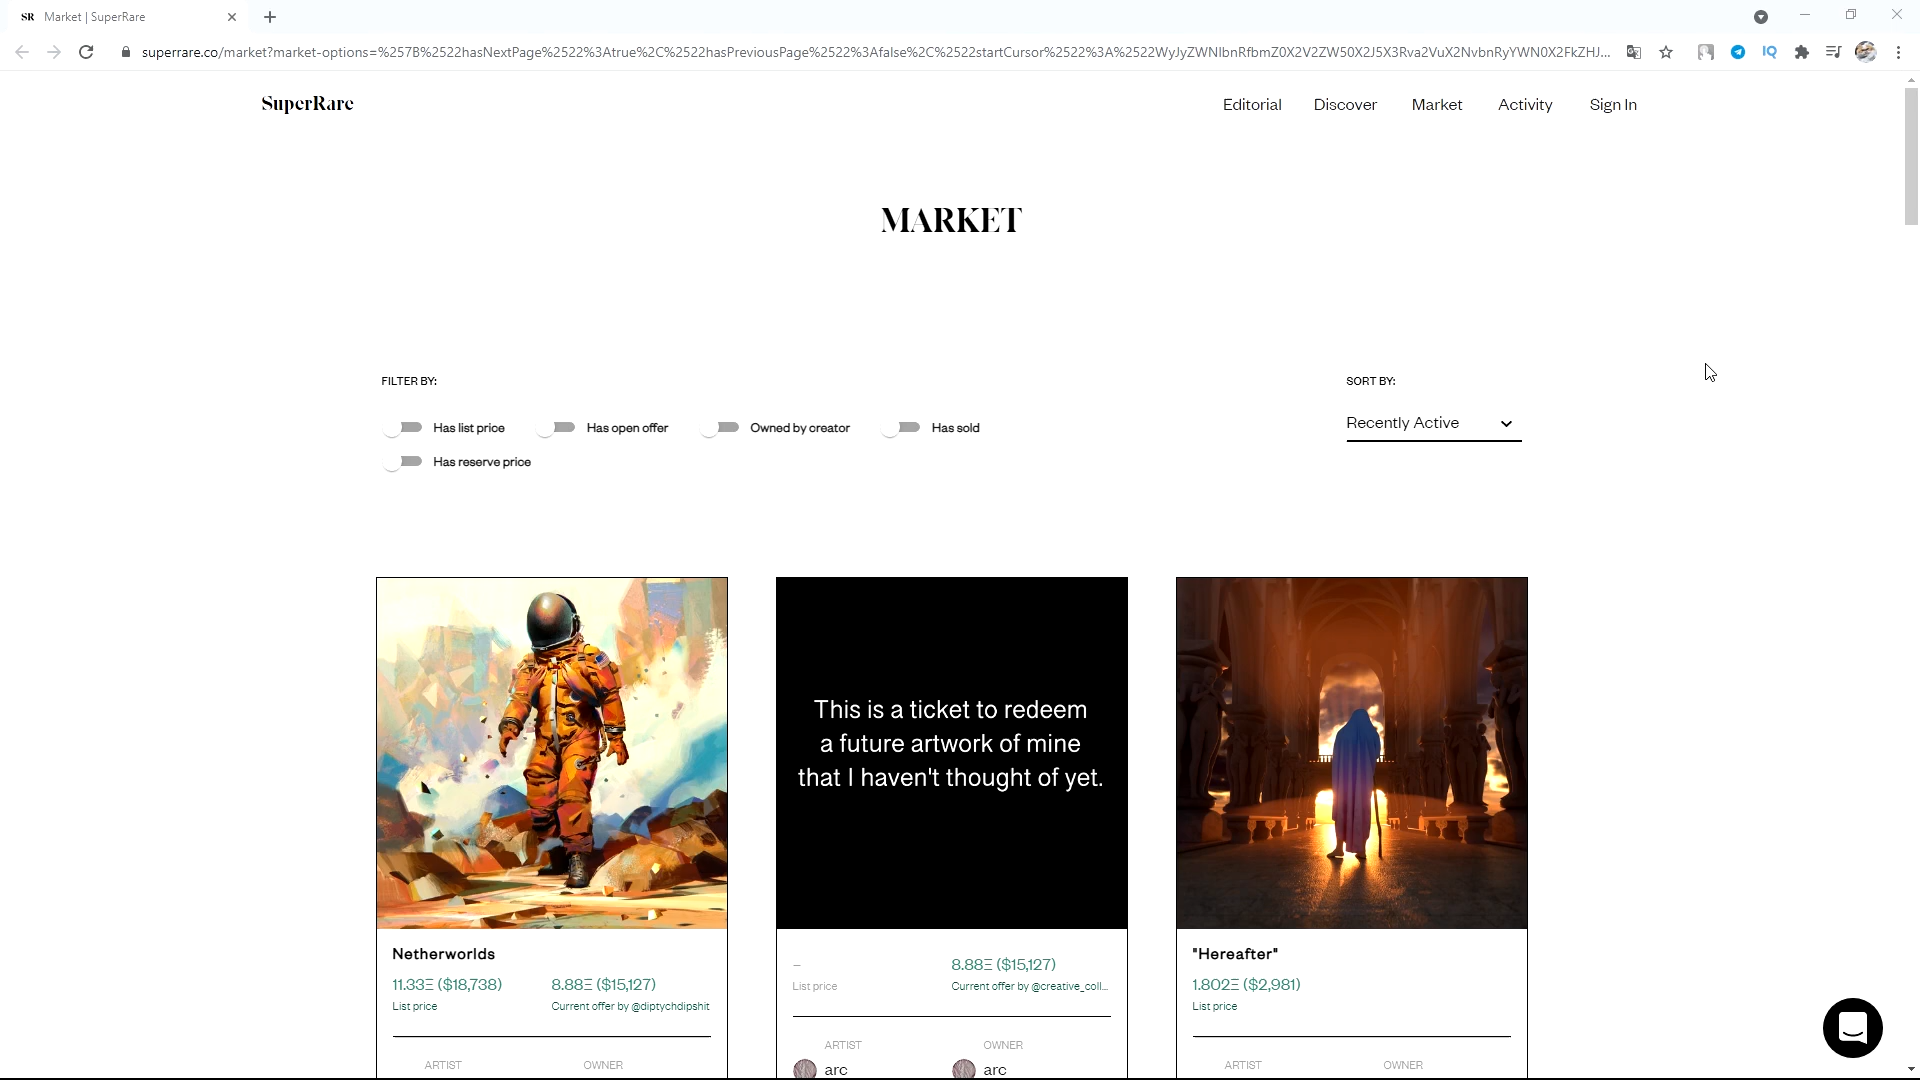 SR Market | SuperRare
superrare.co/market?market-options=%257B%2522hasNextPage%2522%3Atrue%2C%2522hasPreviousPage%2522%3Afalse%2C%2522startCursor%2522%3A%2522WyJyZWNlbnRfbmZ0X2V2ZW50X2J5X3Rva2VuX2NvbnRyYWN0X2FkZHJ...
IQ
SuperRare
Editorial Discover Market Activity Sign In
MARKET
FILTER BY:
SORT BY:
Has list price Has open offer Owned by creator Has sold
Recently Active
Has reserve price
This is a ticket to redeem
a future artwork of mine
that I haven't thought of yet.
Netherworlds
11.33Ξ ($18,738) 8.88Ξ ($15,127)
List price Current offer by @diptychdipshit
ARTIST OWNER
– 8.88Ξ ($15,127)
List price Current offer by @creative_coll...
ARTIST OWNER
arc arc
"Hereafter"
1.802Ξ ($2,981)
List price
ARTIST OWNER